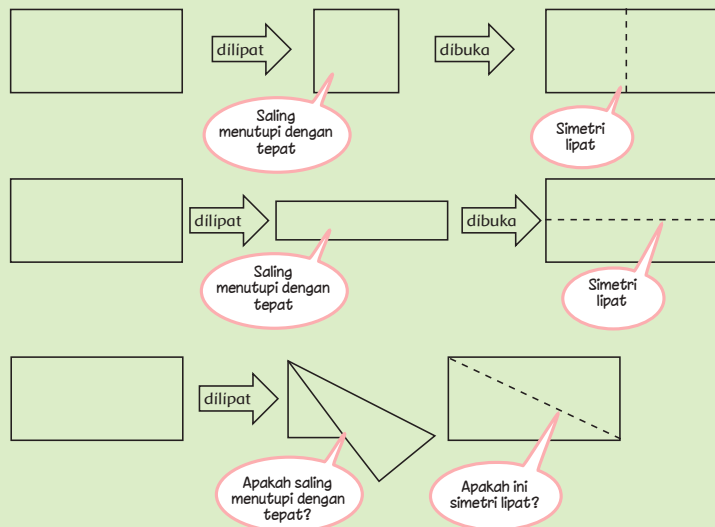 dilipat
dibuka
Saling
menutupi dengan
tepat
Simetri
lipat
dilipat
dibuka
Saling
menutupi dengan
tepat
Simetri
lipat
dilipat
Apakah saling
menutupi dengan
tepat?
Apakah ini
simetri lipat?